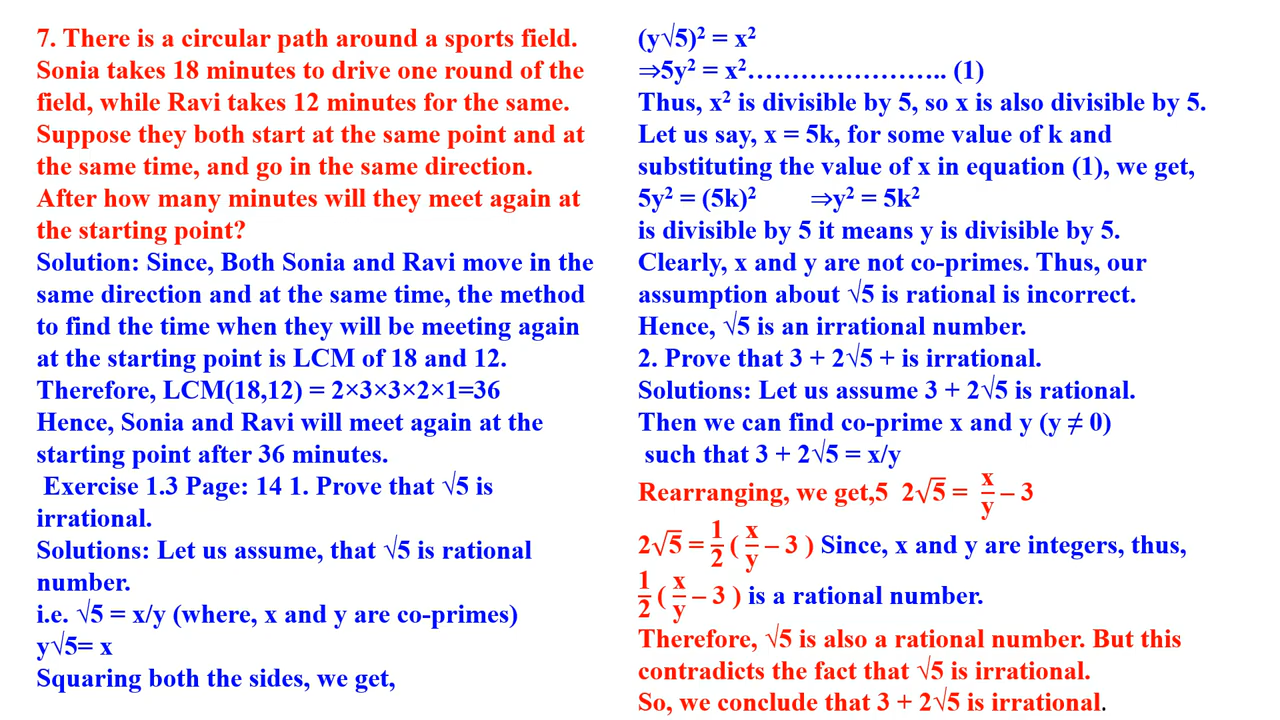 7. There is a circular path around a sports field.
Sonia takes 18 minutes to drive one round of the
field, while Ravi takes 12 minutes for the same.
Suppose they both start at the same point and at
the same time, and go in the same direction.
After how many minutes will they meet again at
the starting point?
Solution: Since, Both Sonia and Ravi move in the
same direction and at the same time, the method
to find the time when they will be meeting again
at the starting point is LCM of 18 and 12.
Therefore, LCM(18,12) = 2×3×3×2×1=36
Hence, Sonia and Ravi will meet again at the
starting point after 36 minutes.
Exercise 1.3 Page: 14 1. Prove that √5 is
irrational.
Solutions: Let us assume, that √5 is rational
number.
i.e. √5 = x/y (where, x and y are co-primes)
y√5= x
Squaring both the sides, we get,
(y√5)² = x²
⇒5y² = x²………………….. (1)
Thus, x² is divisible by 5, so x is also divisible by 5.
Let us say, x = 5k, for some value of k and
substituting the value of x in equation (1), we get,
5y² = (5k)² ⇒y² = 5k²
is divisible by 5 it means y is divisible by 5.
Clearly, x and y are not co-primes. Thus, our
assumption about √5 is rational is incorrect.
Hence, √5 is an irrational number.
2. Prove that 3 + 2√5 + is irrational.
Solutions: Let us assume 3 + 2√5 is rational.
Then we can find co-prime x and y (y ≠ 0)
such that 3 + 2√5 = x/y
Rearranging, we get,5 2√5 = x/y – 3
2√5 = 1/2 ( x/y – 3 ) Since, x and y are integers, thus,
1/2 ( x/y – 3 ) is a rational number.
Therefore, √5 is also a rational number. But this
contradicts the fact that √5 is irrational.
So, we conclude that 3 + 2√5 is irrational.